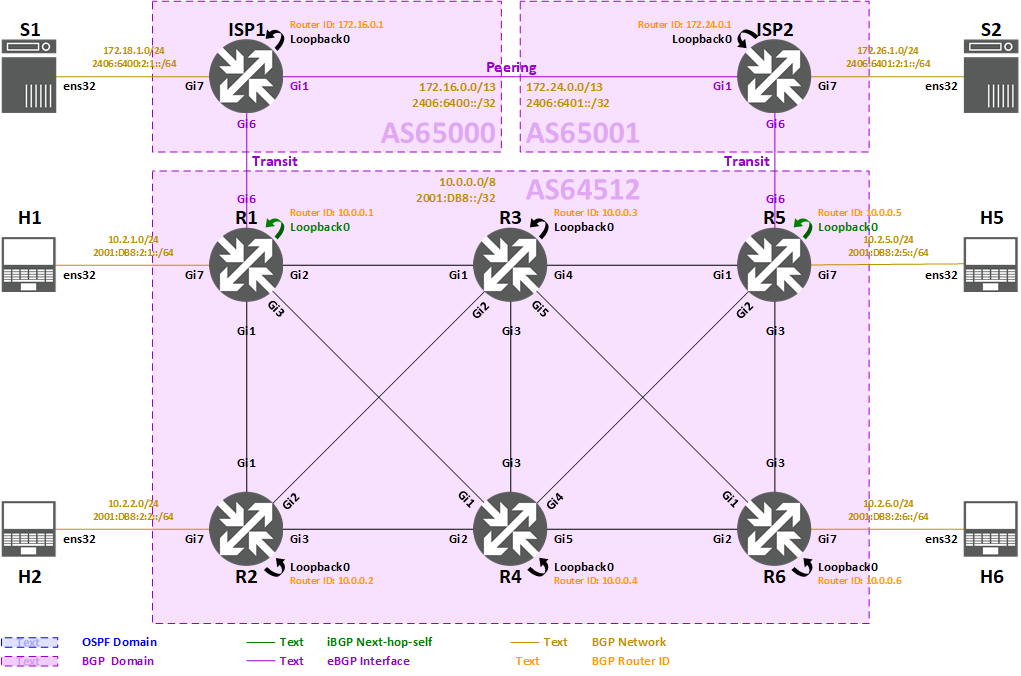 S1
ISP1
Router ID: 172.16.0.1
Loopback0
Router ID: 172.24.0.1
Loopback0
ISP2
S2
172.18.1.0/24
2406:6400:2:1::/64
ens32
Gi7
Gi1
Peering
Gi1
Gi7
172.26.1.0/24
2406:6401:2:1::/64
ens32
172.16.0.0/13
2406:6400::/32
AS65000
172.24.0.0/13
2406:6401::/32
AS65001
Gi6
Gi6
Transit
Transit
10.0.0.0/8
2001:DB8::/32
AS64512
Gi6
Gi6
H1
R1
Router ID: 10.0.0.1
Loopback0
R3
Router ID: 10.0.0.3
Loopback0
R5
Router ID: 10.0.0.5
Loopback0
H5
10.2.1.0/24
2001:DB8:2:1::/64
ens32
Gi7
Gi2
Gi1
Gi4
Gi1
Gi7
10.2.5.0/24
2001:DB8:2:5::/64
ens32
Gi3
Gi2
Gi5
Gi2
Gi1
Gi3
Gi3
Gi1
Gi3
Gi3
Gi2
Gi1
Gi4
Gi1
10.2.2.0/24
2001:DB8:2:2::/64
ens32
Gi7
Gi3
Gi2
Gi5
Gi2
Gi7
10.2.6.0/24
2001:DB8:2:6::/64
ens32
H2
R2
Loopback0
Router ID: 10.0.0.2
R4
Loopback0
Router ID: 10.0.0.4
R6
Loopback0
Router ID: 10.0.0.6
H6
Text OSPF Domain
Text iBGP Next-hop-self
Text BGP Network
Text BGP Domain
Text eBGP Interface
Text BGP Router ID